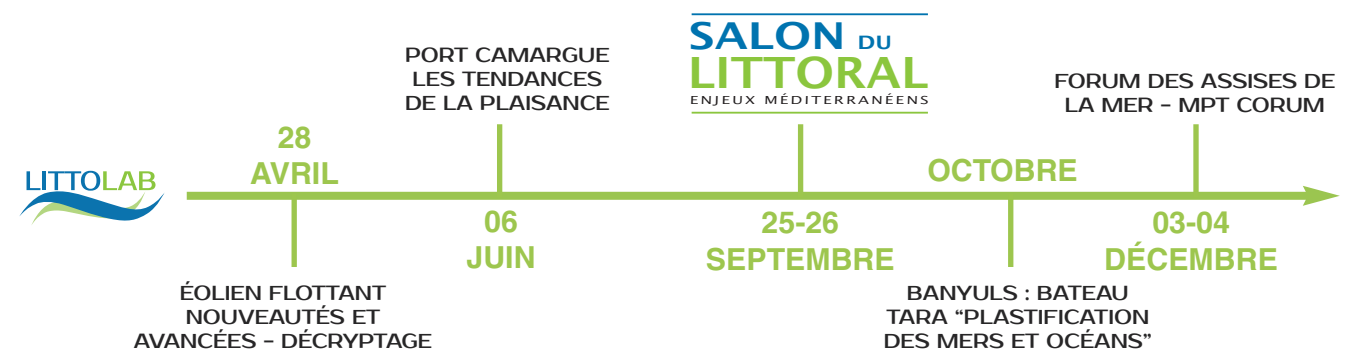 LITTOLAB
28
AVRIL
ÉOLIEN FLOTTANT
NOUVEAUTÉS ET
AVANCÉES – DÉCRYPTAGE
PORT CAMARGUE
LES TENDANCES
DE LA PLAISANCE
06
JUIN
SALON DU
LITTORAL
ENJEUX MÉDITERRANÉENS
25-26
SEPTEMBRE
OCTOBRE
BANYULS : BATEAU
TARA “PLASTIFICATION
DES MERS ET OCÉANS”
FORUM DES ASSISES DE
LA MER – MPT CORUM
03-04
DÉCEMBRE